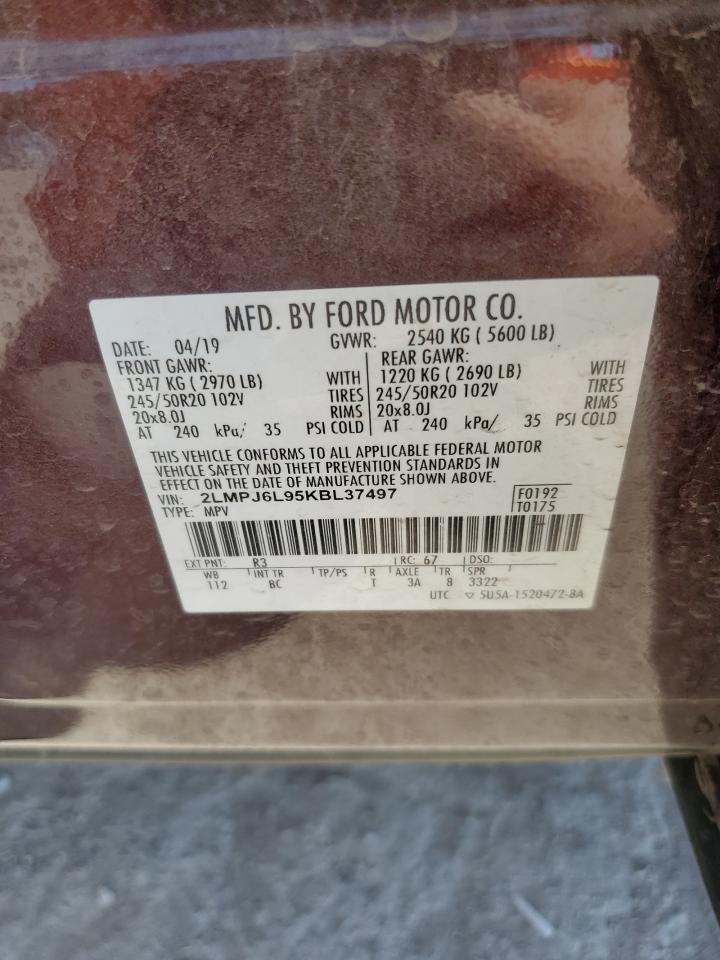 MFD. BY FORD MOTOR CO.
DATE: 04/19 GVWR: 2540 KG ( 5600 LB)
FRONT GAWR: REAR GAWR:
1347 KG ( 2970 LB) WITH 1220 KG ( 2690 LB) WITH
245/50R20 102V TIRES 245/50R20 102V TIRES
20x8.0J RIMS 20x8.0J RIMS
AT 240 kPa/ 35 PSI COLD AT 240 kPa/ 35 PSI COLD
THIS VEHICLE CONFORMS TO ALL APPLICABLE FEDERAL MOTOR
VEHICLE SAFETY AND THEFT PREVENTION STANDARDS IN
EFFECT ON THE DATE OF MANUFACTURE SHOWN ABOVE.
VIN: 2LMPJ6L95KBL37497 F0192
TYPE: MPV T0175
EXT PNT: R3 RC: 67 DSO:
WB INT TR TP/PS R AXLE TR SPR
112 BC T 3A 8 3322
UTC ▽ 5U5A-1520472-BA